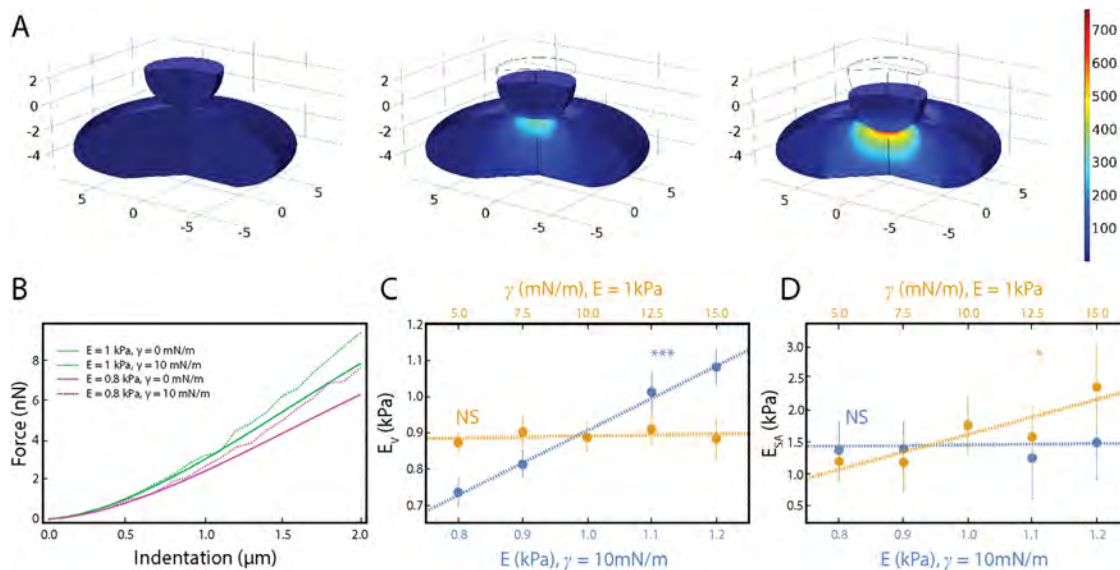 A
2
0
-2
-4
5
0
-5
-5
0
5
2
0
-2
-4
5
0
-5
-5
0
5
2
0
-2
-4
5
0
-5
-5
0
5
700
600
500
400
300
200
100
B
Force (nN)
8
6
4
2
0
E = 1 kPa, γ = 0 mN/m
E = 1 kPa, γ = 10 mN/m
E = 0.8 kPa, γ = 0 mN/m
E = 0.8 kPa, γ = 10 mN/m
0.0 0.5 1.0 1.5 2.0
Indentation (μm)
C
γ (mN/m), E = 1kPa
5.0 7.5 10.0 12.5 15.0
Eᵥ (kPa)
1.2
1.1
1.0
0.9
0.8
0.7
***
NS
0.8 0.9 1.0 1.1 1.2
E (kPa), γ = 10mN/m
D
γ (mN/m), E = 1kPa
5.0 7.5 10.0 12.5 15.0
E_SA (kPa)
3.0
2.5
2.0
1.5
1.0
0.5
NS
*
0.8 0.9 1.0 1.1 1.2
E (kPa), γ = 10mN/m